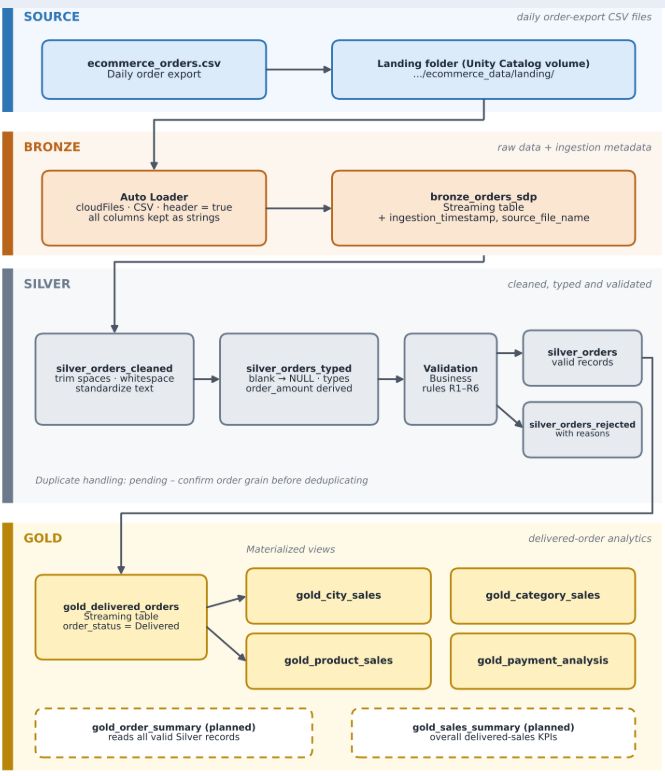 SOURCE
daily order-export CSV files
ecommerce_orders.csv
Daily order export
Landing folder (Unity Catalog volume)
.../ecommerce_data/landing/
BRONZE
raw data + ingestion metadata
Auto Loader
cloudFiles · CSV · header = true
all columns kept as strings
bronze_orders_sdp
Streaming table
+ ingestion_timestamp, source_file_name
SILVER
cleaned, typed and validated
silver_orders_cleaned
trim spaces · whitespace
standardize text
silver_orders_typed
blank → NULL · types
order_amount derived
Validation
Business
rules R1–R6
silver_orders
valid records
silver_orders_rejected
with reasons
Duplicate handling: pending – confirm order grain before deduplicating
GOLD
delivered-order analytics
Materialized views
gold_delivered_orders
Streaming table
order_status = Delivered
gold_city_sales
gold_category_sales
gold_product_sales
gold_payment_analysis
gold_order_summary (planned)
reads all valid Silver records
gold_sales_summary (planned)
overall delivered-sales KPIs